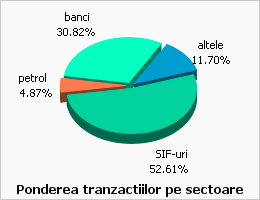 banci
30.82%
altele
11.70%
petrol
4.87%
SIF-uri
52.61%
Ponderea tranzactiilor pe sectoare